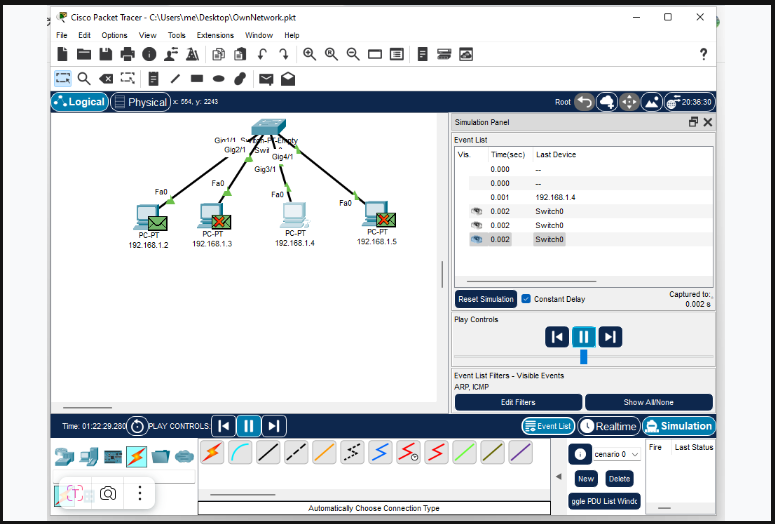 Cisco Packet Tracer - C:\Users\me\Desktop\OwnNetwork.pkt
File Edit Options View Tools Extensions Window Help
Logical Physical x: 554, y: 2243 Root 20:36:30
Simulation Panel
Event List
Vis. Time(sec) Last Device
0.000 --
0.000 --
0.001 192.168.1.4
0.002 Switch0
0.002 Switch0
0.002 Switch0
Reset Simulation Constant Delay Captured to:
0.002 s
Play Controls
Event List Filters - Visible Events
ARP, ICMP
Edit Filters Show All/None
Gig1/1 Switch-PT-Empty
Gig2/1 Swit
Gig4/1
Gig3/1
Fa0 Fa0 Fa0 Fa0
PC-PT
192.168.1.2
PC-PT
192.168.1.3
PC-PT
192.168.1.4
PC-PT
192.168.1.5
Time: 01:22:29.280 PLAY CONTROLS: Event List Realtime Simulation
cenario 0
Fire Last Status
New Delete
ggle PDU List Windo
Automatically Choose Connection Type